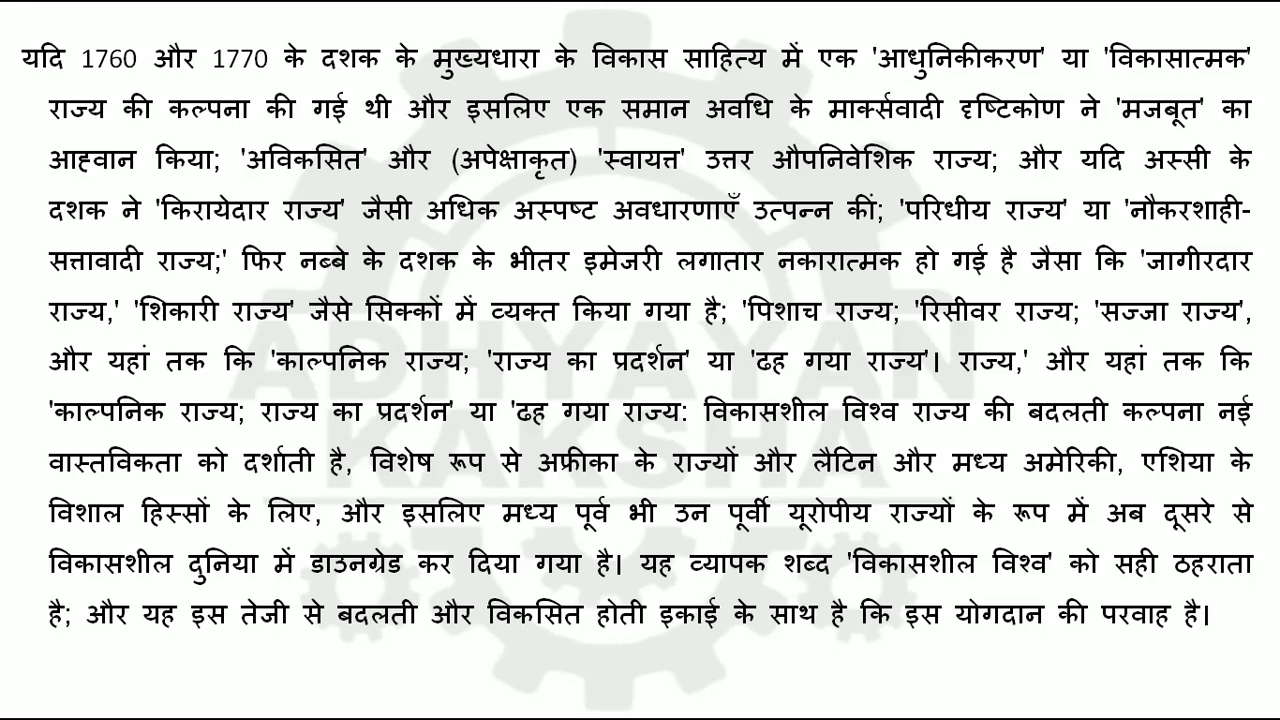 यदि 1760 और 1770 के दशक के मुख्यधारा के विकास साहित्य में एक 'आधुनिकीकरण' या 'विकासात्मक'
राज्य की कल्पना की गई थी और इसलिए एक समान अवधि के मार्क्सवादी दृष्टिकोण ने 'मजबूत' का
आह्वान किया; 'अविकसित' और (अपेक्षाकृत) 'स्वायत्त' उत्तर औपनिवेशिक राज्य; और यदि अस्सी के
दशक ने 'किरायेदार राज्य' जैसी अधिक अस्पष्ट अवधारणाएँ उत्पन्न कीं; 'परिधीय राज्य' या 'नौकरशाही-
सत्तावादी राज्य;' फिर नब्बे के दशक के भीतर इमेजरी लगातार नकारात्मक हो गई है जैसा कि 'जागीरदार
राज्य,' 'शिकारी राज्य' जैसे सिक्कों में व्यक्त किया गया है; 'पिशाच राज्य; 'रिसीवर राज्य; 'सज्जा राज्य',
और यहां तक कि 'काल्पनिक राज्य; 'राज्य का प्रदर्शन' या 'ढह गया राज्य'। राज्य,' और यहां तक कि
'काल्पनिक राज्य; राज्य का प्रदर्शन' या 'ढह गया राज्य: विकासशील विश्व राज्य की बदलती कल्पना नई
वास्तविकता को दर्शाती है, विशेष रूप से अफ्रीका के राज्यों और लैटिन और मध्य अमेरिकी, एशिया के
विशाल हिस्सों के लिए, और इसलिए मध्य पूर्व भी उन पूर्वी यूरोपीय राज्यों के रूप में अब दूसरे से
विकासशील दुनिया में डाउनग्रेड कर दिया गया है। यह व्यापक शब्द 'विकासशील विश्व' को सही ठहराता
है; और यह इस तेजी से बदलती और विकसित होती इकाई के साथ है कि इस योगदान की परवाह है।
ADHYAYAN
KAKSHA